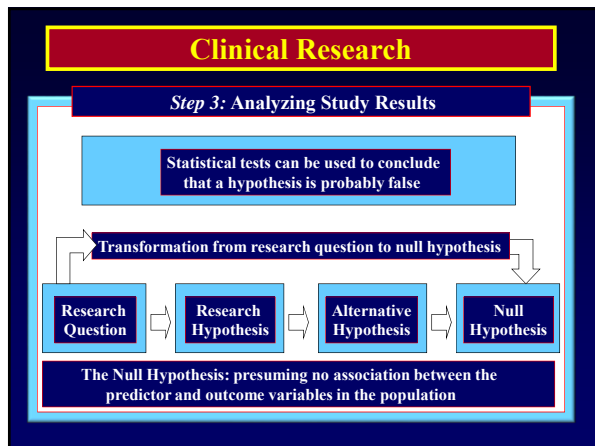 Clinical Research
Step 3: Analyzing Study Results
Statistical tests can be used to conclude
that a hypothesis is probably false
Transformation from research question to null hypothesis
Research
Question
Research
Hypothesis
Alternative
Hypothesis
Null
Hypothesis
The Null Hypothesis: presuming no association between the
predictor and outcome variables in the population